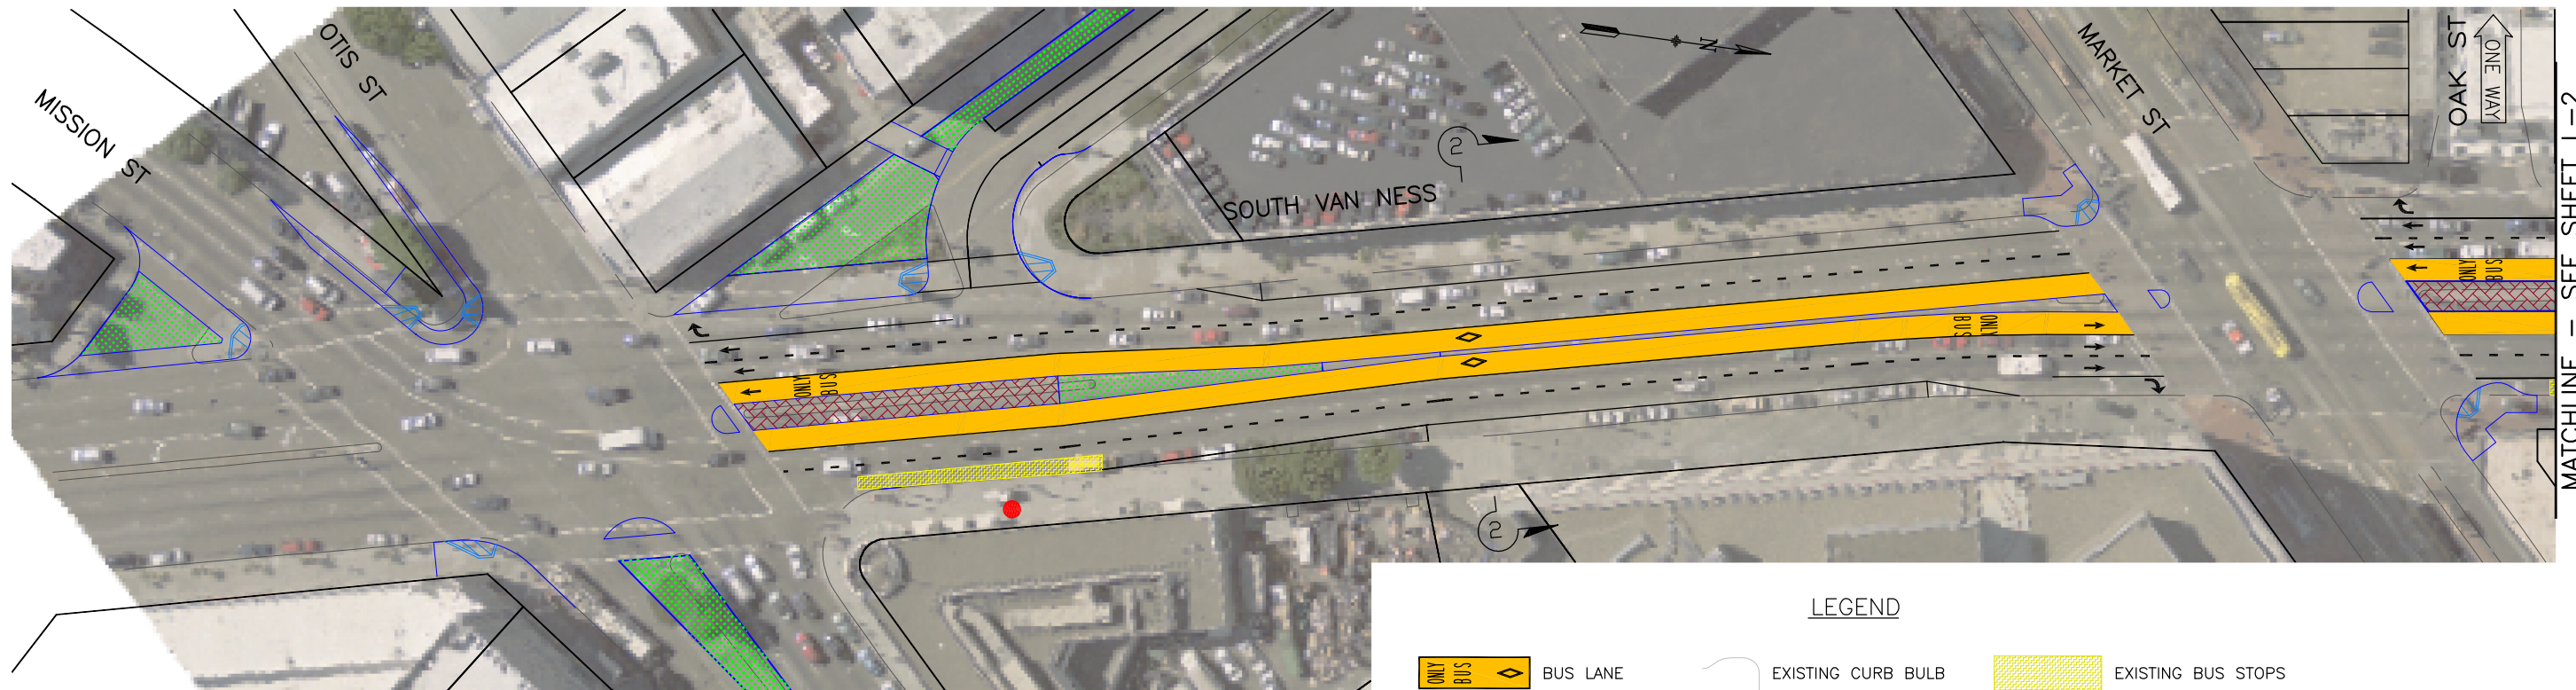 OTIS ST
MISSION ST
SOUTH VAN NESS
MARKET ST
OAK ST
ONE WAY
N
2
2
ONLY
BUS
ONLY
BUS
ONLY
BUS
MATCHLINE - SEE SHEET L-2
LEGEND
ONLY
BUS
BUS LANE
EXISTING CURB BULB
EXISTING BUS STOPS